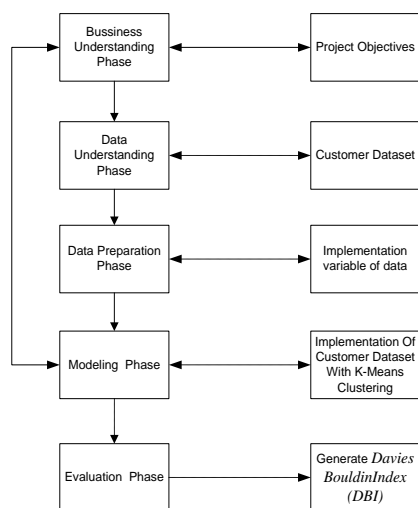 Bussiness
Understanding
Phase
Project Objectives
Data
Understanding
Phase
Customer Dataset
Data Preparation
Phase
Implementation
variable of data
Modeling Phase
Implementation Of
Customer Dataset
With K-Means
Clustering
Evaluation Phase
Generate Davies
BouldinIndex
(DBI)